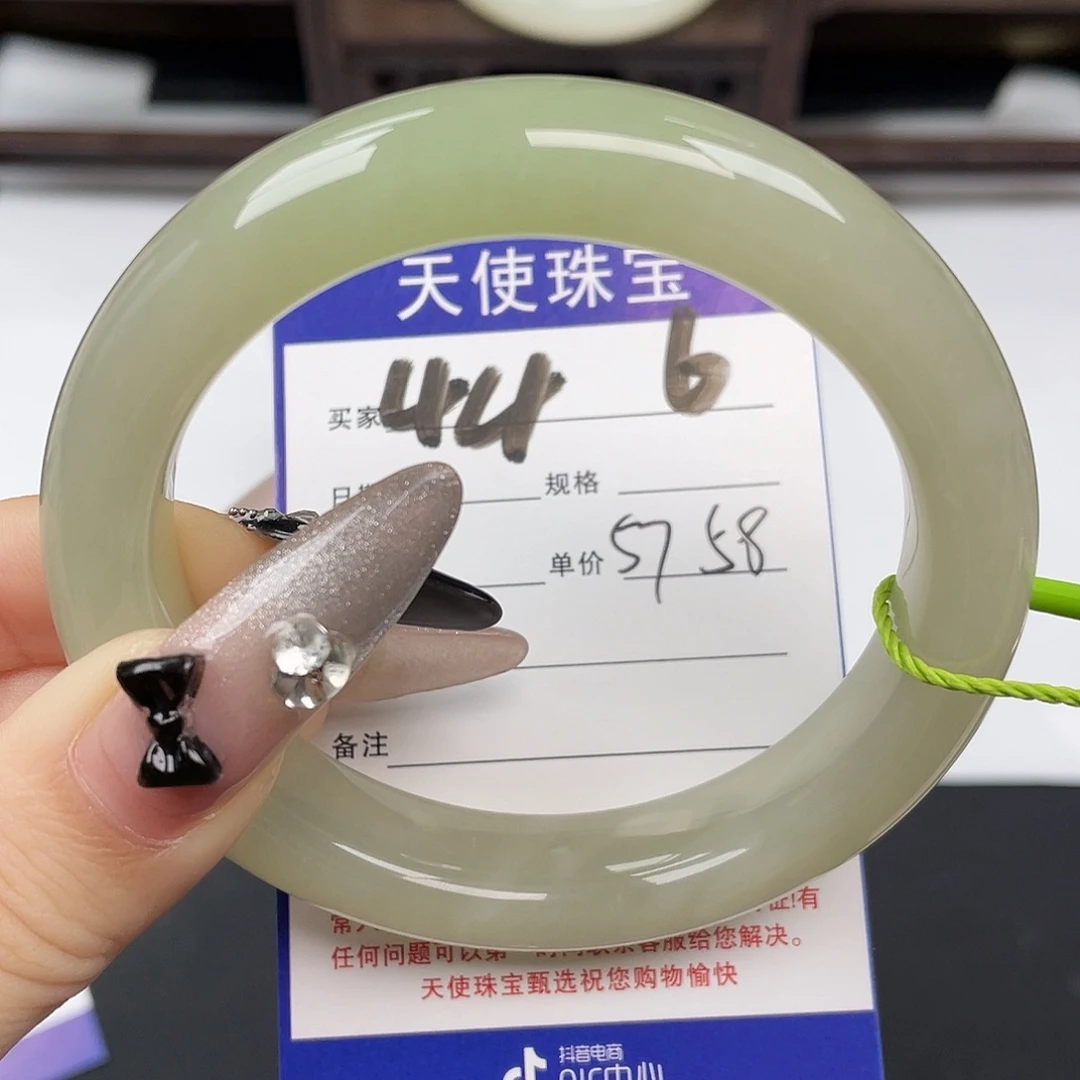 天使珠宝
买家 44 6
规格
单价 57 58
备注
任何问题可以第
客服给您解决。
天使珠宝甄选祝您购物愉快
抖音电商